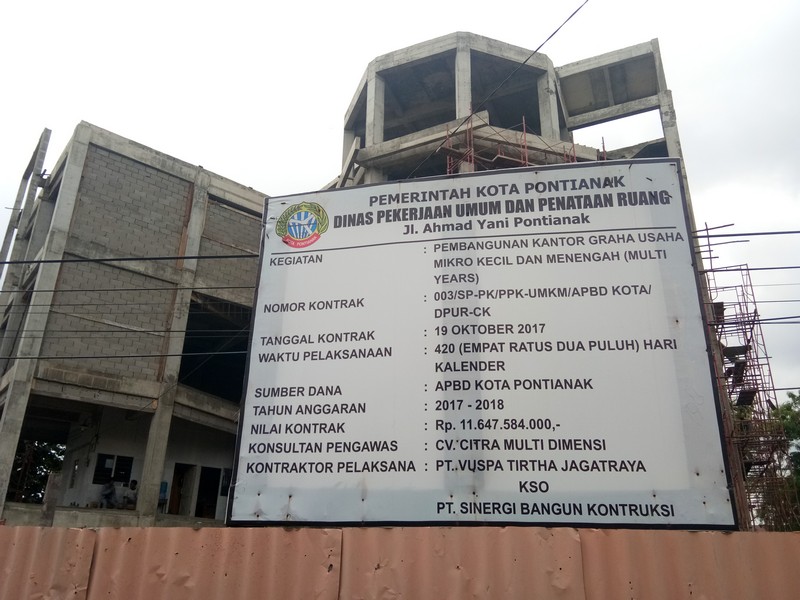 PEMERINTAH KOTA PONTIANAK
DINAS PEKERJAAN UMUM DAN PENATAAN RUANG
Jl. Ahmad Yani Pontianak
KEGIATAN : PEMBANGUNAN KANTOR GRAHA USAHA
MIKRO KECIL DAN MENENGAH (MULTI
YEARS)
NOMOR KONTRAK : 003/SP-PK/PPK-UMKM/APBD KOTA/
DPUR-CK
TANGGAL KONTRAK : 19 OKTOBER 2017
WAKTU PELAKSANAAN : 420 (EMPAT RATUS DUA PULUH) HARI
KALENDER
SUMBER DANA : APBD KOTA PONTIANAK
TAHUN ANGGARAN : 2017 - 2018
NILAI KONTRAK : Rp. 11.647.584.000,-
KONSULTAN PENGAWAS : CV. CITRA MULTI DIMENSI
KONTRAKTOR PELAKSANA : PT. VUSPA TIRTHA JAGATRAYA
KSO
PT. SINERGI BANGUN KONTRUKSI